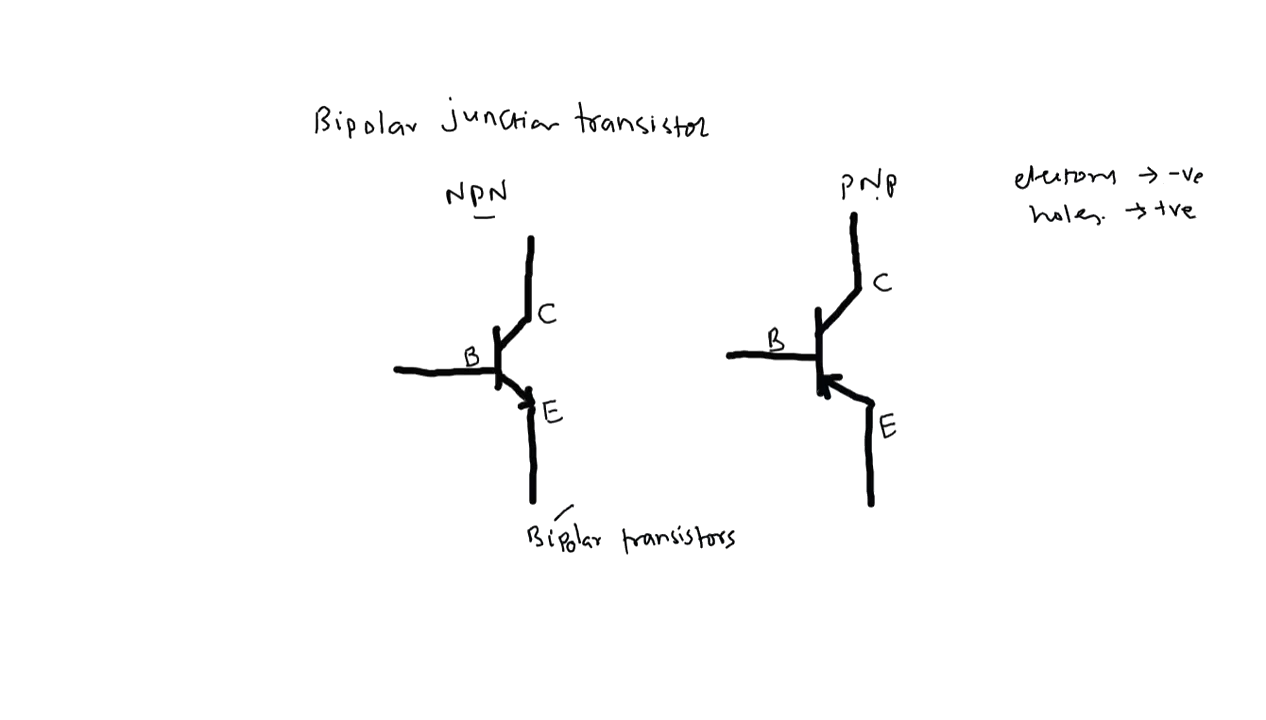 Bipolar junction transistor
NPN
PNP
electrons → -ve
holes. → +ve
C
B
E
C
B
E
Bipolar transistors